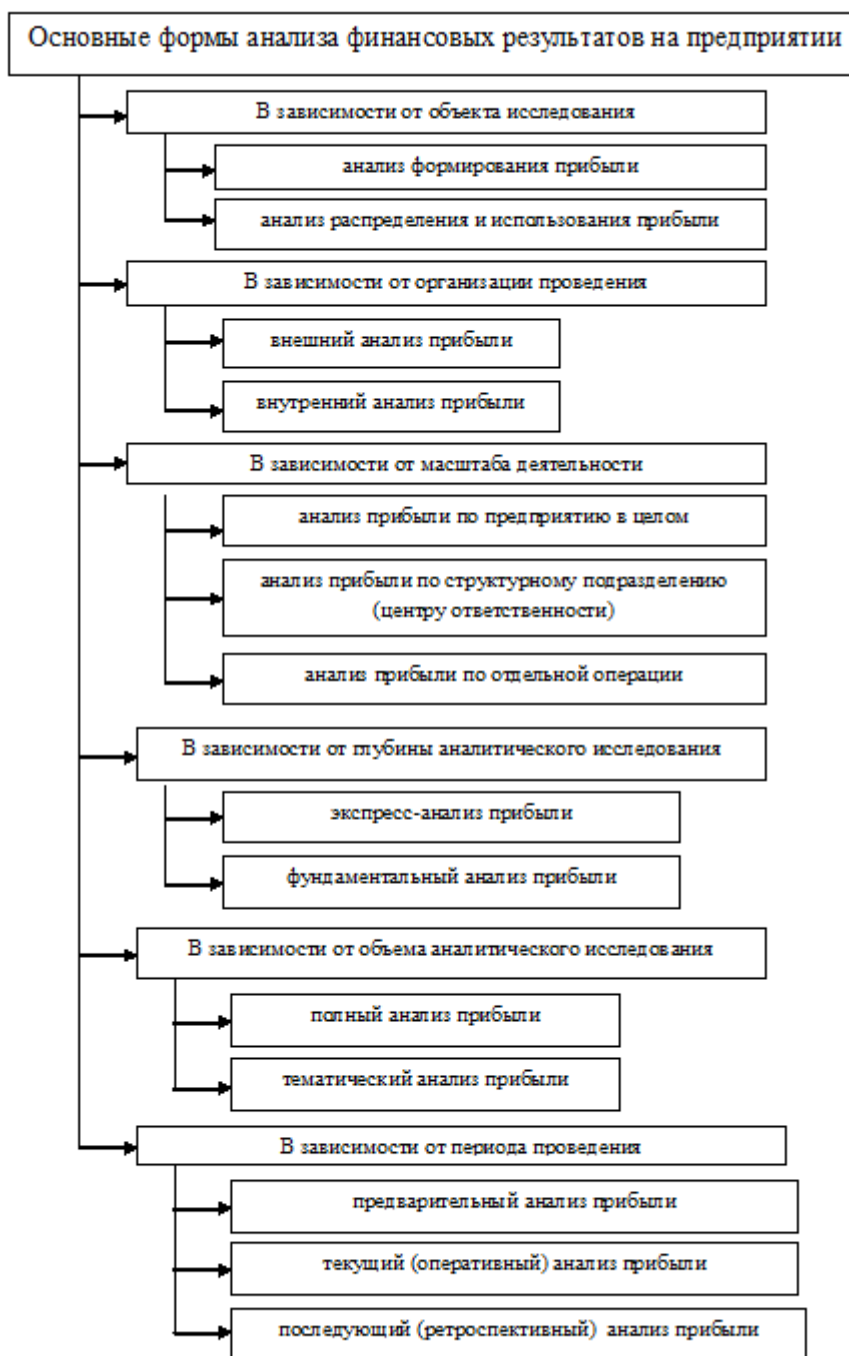 Основные формы анализа финансовых результатов на предприятии
В зависимости от объекта исследования
анализ формирования прибыли
анализ распределения и использования прибыли
В зависимости от организации проведения
внешний анализ прибыли
внутренний анализ прибыли
В зависимости от масштаба деятельности
анализ прибыли по предприятию в целом
анализ прибыли по структурному подразделению
(центру ответственности)
анализ прибыли по отдельной операции
В зависимости от глубины аналитического исследования
экспресс-анализ прибыли
фундаментальный анализ прибыли
В зависимости от объема аналитического исследования
полный анализ прибыли
тематический анализ прибыли
В зависимости от периода проведения
предварительный анализ прибыли
текущий (оперативный) анализ прибыли
последующий (ретроспективный) анализ прибыли